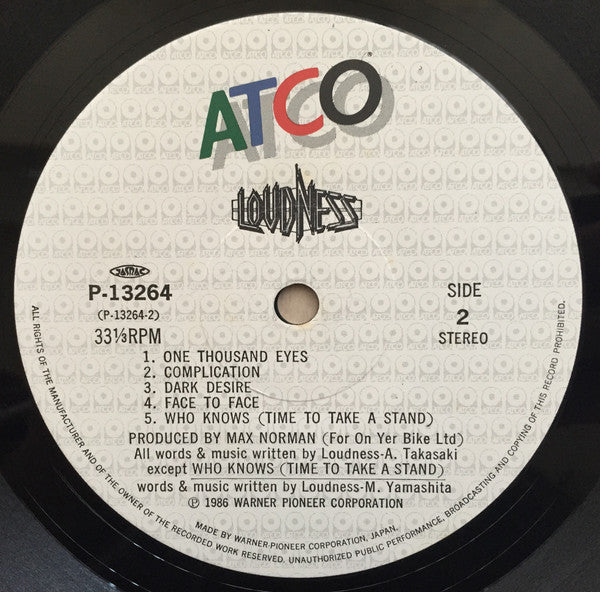 ATCO
LOUDNESS
JASRAC
P-13264
(P-13264-2)
33⅓RPM
SIDE
2
STEREO
1. ONE THOUSAND EYES
2. COMPLICATION
3. DARK DESIRE
4. FACE TO FACE
5. WHO KNOWS (TIME TO TAKE A STAND)
PRODUCED BY MAX NORMAN (For On Yer Bike Ltd)
All words & music written by Loudness-A. Takasaki
except WHO KNOWS (TIME TO TAKE A STAND)
words & music written by Loudness-M. Yamashita
℗ 1986 WARNER PIONEER CORPORATION
MADE BY WARNER-PIONEER CORPORATION, JAPAN.
ALL RIGHTS OF THE MANUFACTURER AND OF THE OWNER OF THE RECORDED WORK RESERVED. UNAUTHORIZED PUBLIC PERFORMANCE, BROADCASTING AND COPYING OF THIS RECORD PROHIBITED.